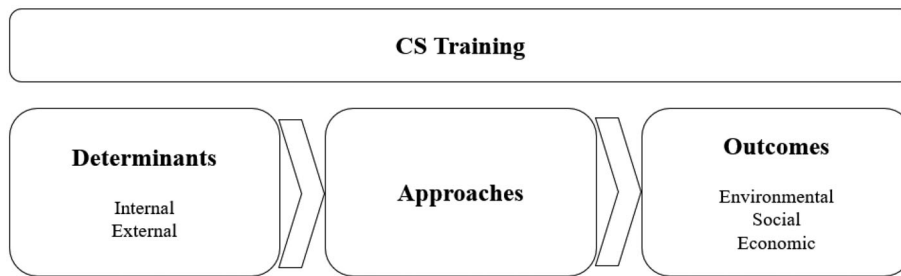 CS Training
Determinants
Internal
External
Approaches
Outcomes
Environmental
Social
Economic